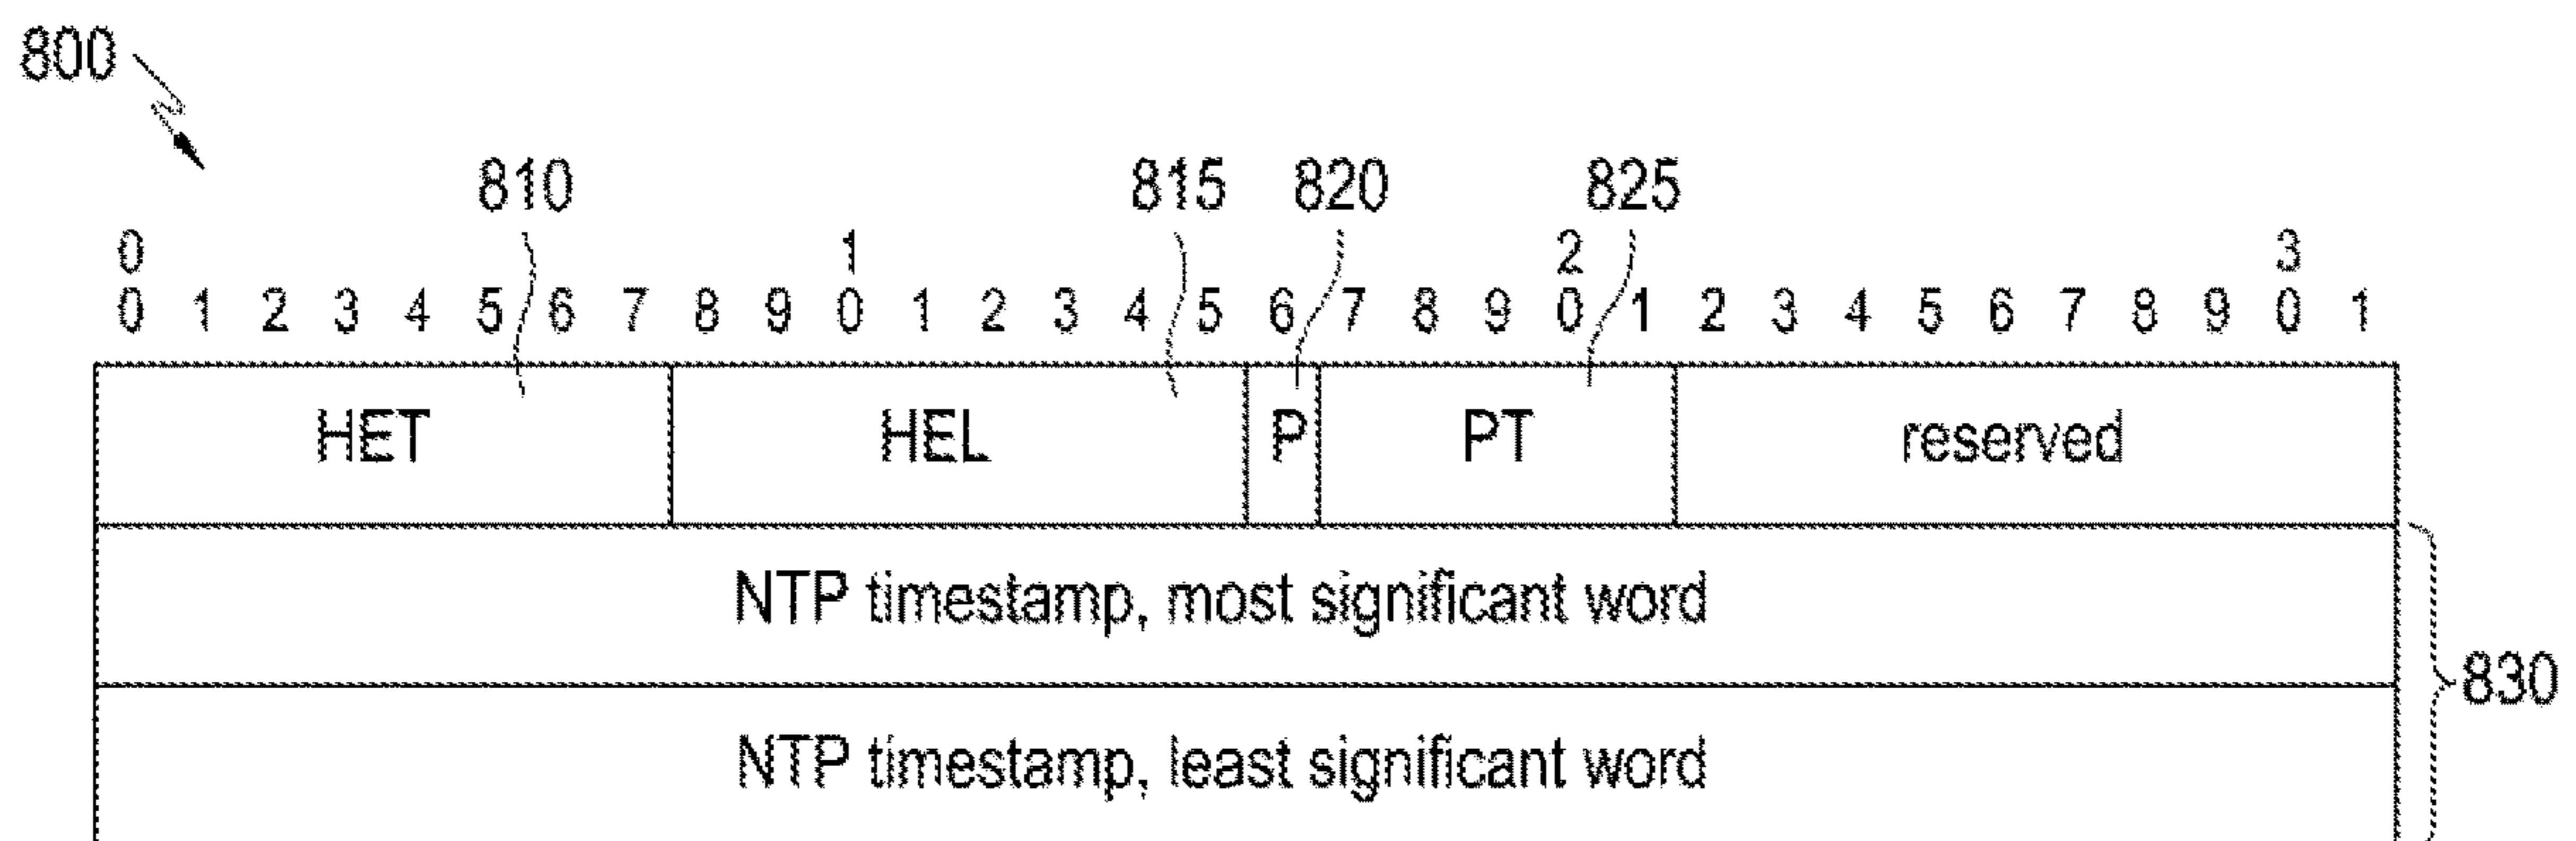 800
810 815 820 825
0 1 2 3
0 1 2 3 4 5 6 7 8 9 0 1 2 3 4 5 6 7 8 9 0 1 2 3 4 5 6 7 8 9 0 1
HET HEL P PT reserved
NTP timestamp, most significant word
830
NTP timestamp, least significant word